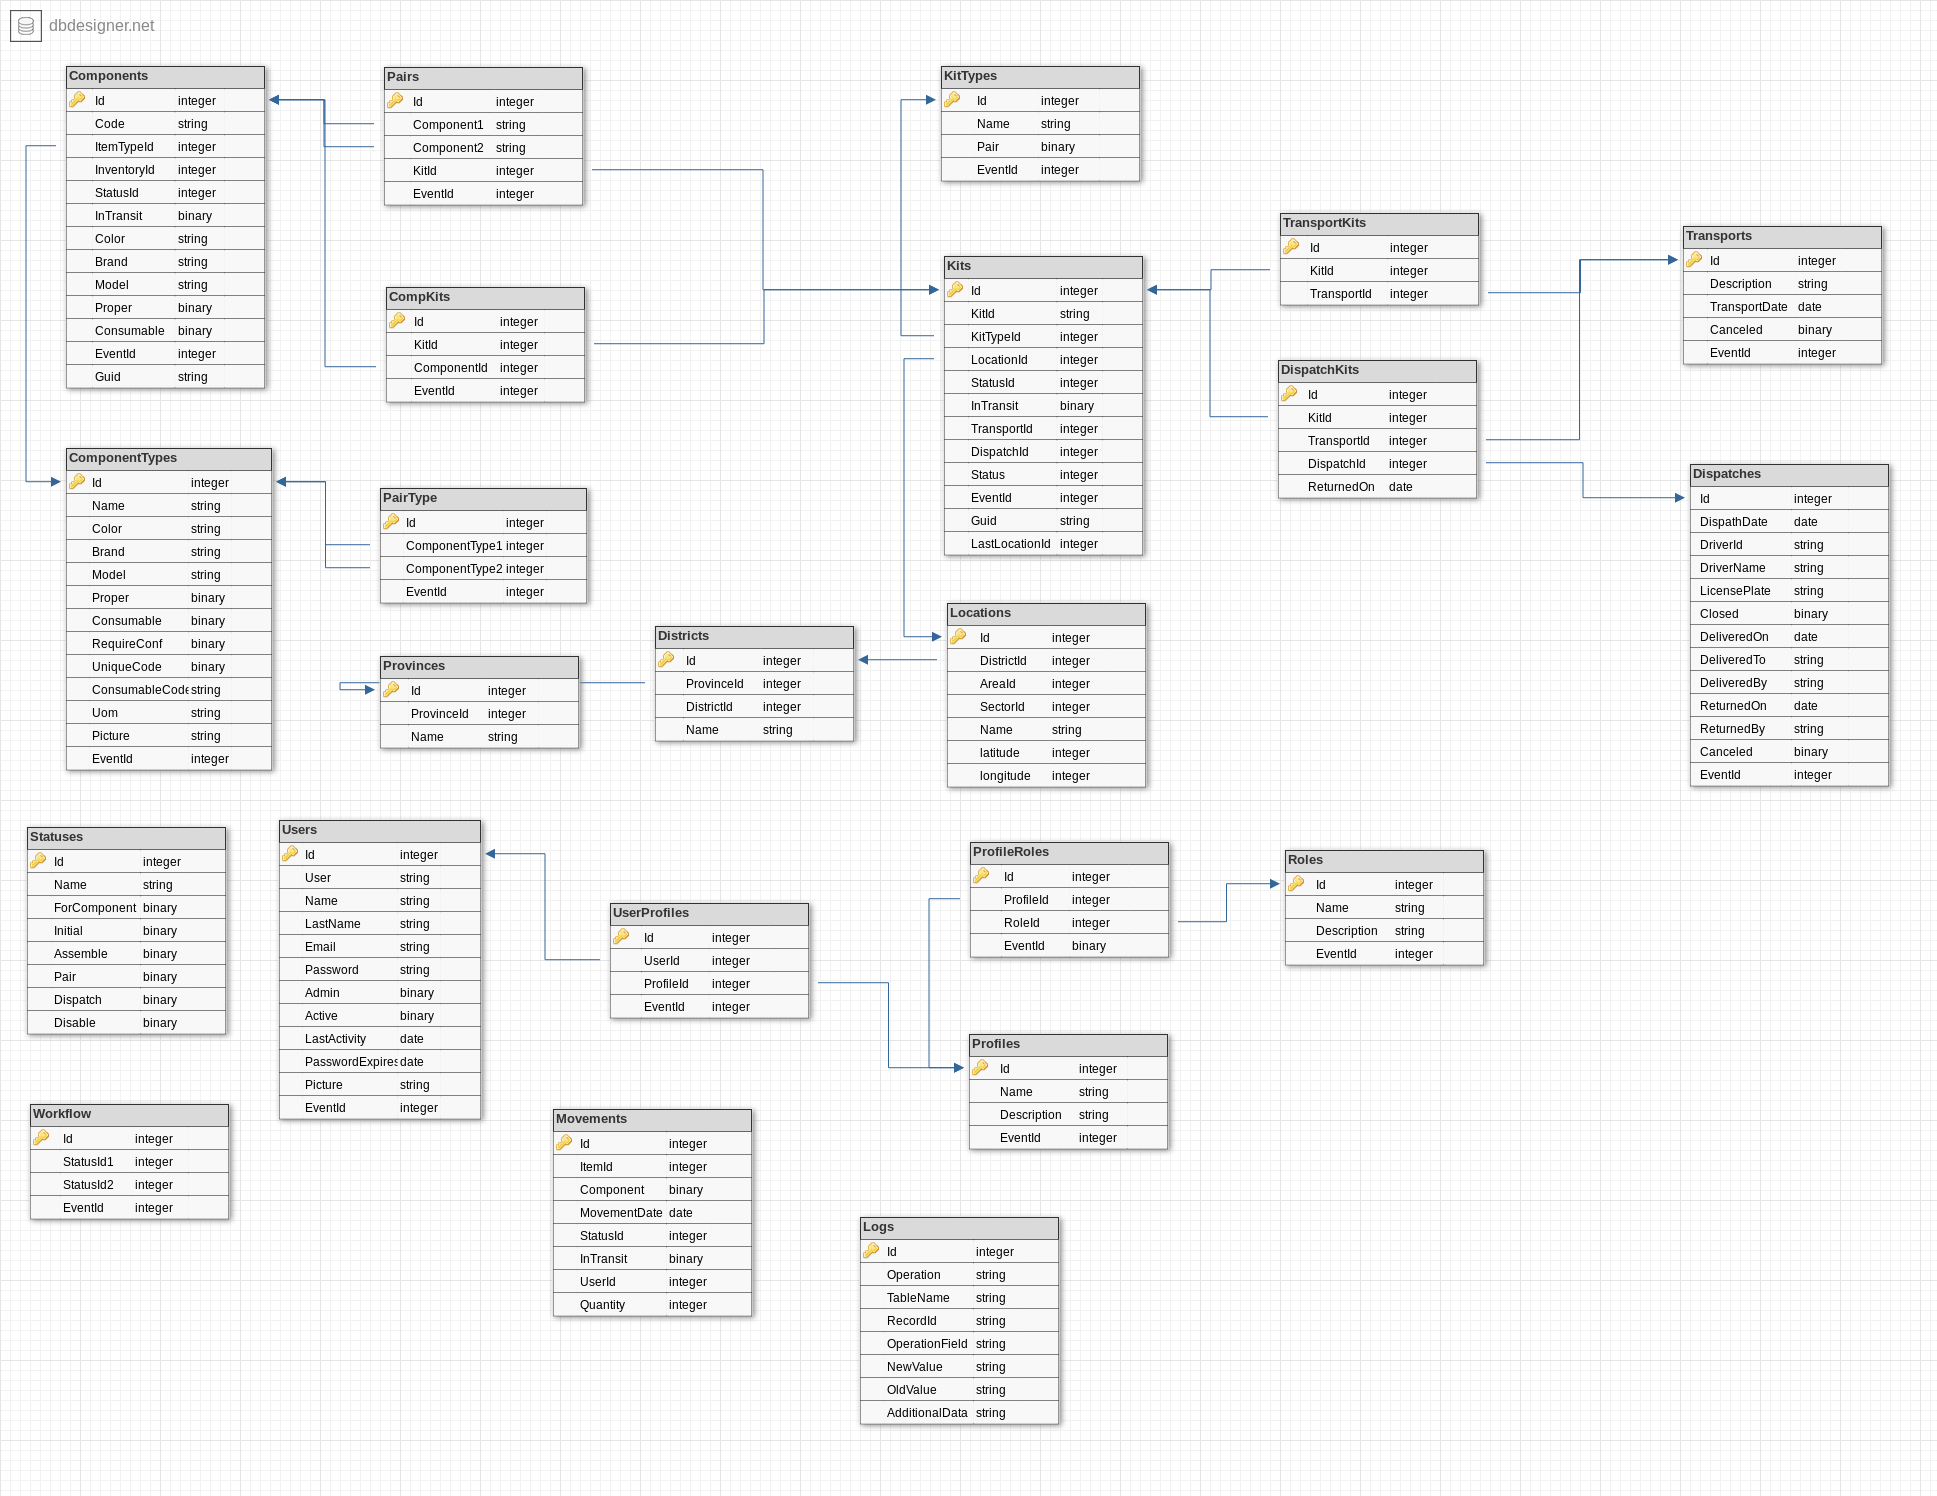 dbdesigner.net
Components
Id integer
Code string
ItemTypeId integer
InventoryId integer
StatusId integer
InTransit binary
Color string
Brand string
Model string
Proper binary
Consumable binary
EventId integer
Guid string
Pairs
Id integer
Component1 string
Component2 string
KitId integer
EventId integer
KitTypes
Id integer
Name string
Pair binary
EventId integer
TransportKits
Id integer
KitId integer
TransportId integer
Transports
Id integer
Description string
TransportDate date
Canceled binary
EventId integer
CompKits
Id integer
KitId integer
ComponentId integer
EventId integer
Kits
Id integer
KitId string
KitTypeId integer
LocationId integer
StatusId integer
InTransit binary
TransportId integer
DispatchId integer
Status integer
EventId integer
Guid string
LastLocationId integer
DispatchKits
Id integer
KitId integer
TransportId integer
DispatchId integer
ReturnedOn date
Dispatches
Id integer
DispathDate date
DriverId string
DriverName string
LicensePlate string
Closed binary
DeliveredOn date
DeliveredTo string
DeliveredBy string
ReturnedOn date
ReturnedBy string
Canceled binary
EventId integer
ComponentTypes
Id integer
Name string
Color string
Brand string
Model string
Proper binary
Consumable binary
RequireConf binary
UniqueCode binary
ConsumableCode string
Uom string
Picture string
EventId integer
PairType
Id integer
ComponentType1 integer
ComponentType2 integer
EventId integer
Provinces
Id integer
ProvinceId integer
Name string
Districts
Id integer
ProvinceId integer
DistrictId integer
Name string
Locations
Id integer
DistrictId integer
AreaId integer
SectorId integer
Name string
latitude integer
longitude integer
Statuses
Id integer
Name string
ForComponent binary
Initial binary
Assemble binary
Pair binary
Dispatch binary
Disable binary
Users
Id integer
User string
Name string
LastName string
Email string
Password string
Admin binary
Active binary
LastActivity date
PasswordExpires date
Picture string
EventId integer
UserProfiles
Id integer
UserId integer
ProfileId integer
EventId integer
ProfileRoles
Id integer
ProfileId integer
RoleId integer
EventId binary
Roles
Id integer
Name string
Description string
EventId integer
Profiles
Id integer
Name string
Description string
EventId integer
Workflow
Id integer
StatusId1 integer
StatusId2 integer
EventId integer
Movements
Id integer
ItemId integer
Component binary
MovementDate date
StatusId integer
InTransit binary
UserId integer
Quantity integer
Logs
Id integer
Operation string
TableName string
RecordId string
OperationField string
NewValue string
OldValue string
AdditionalData string